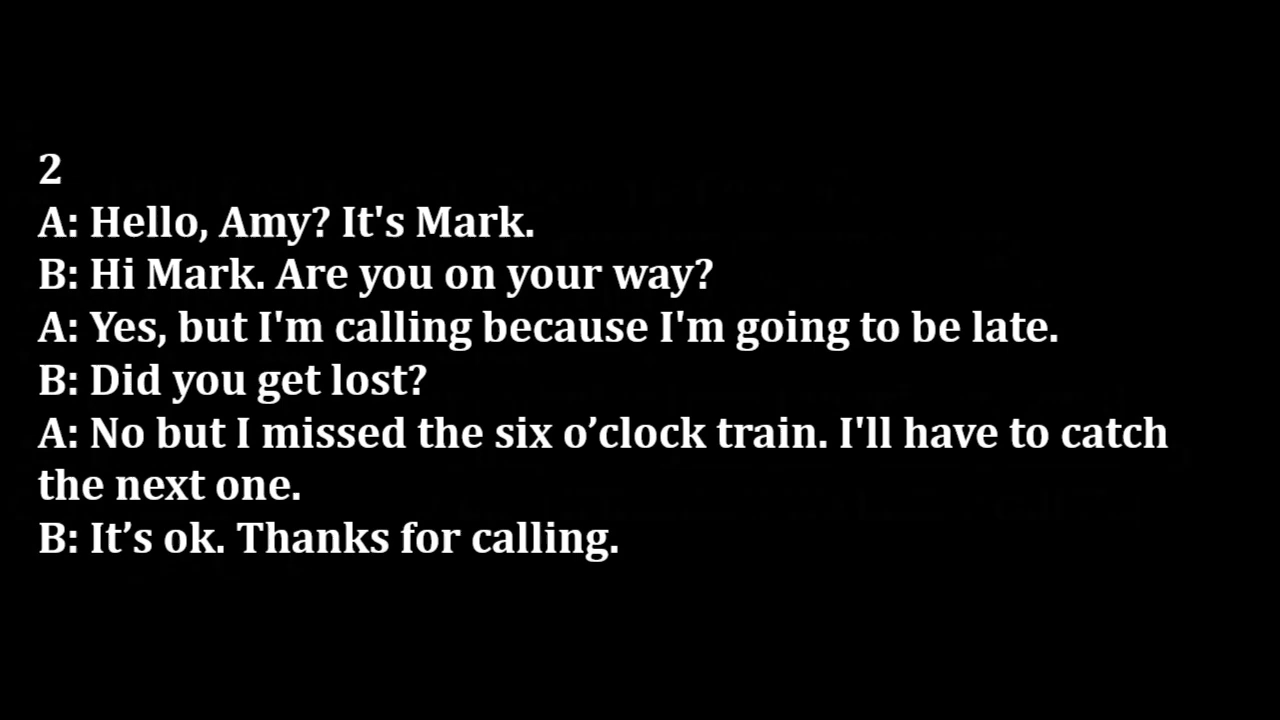 2
A: Hello, Amy? It's Mark.
B: Hi Mark. Are you on your way?
A: Yes, but I'm calling because I'm going to be late.
B: Did you get lost?
A: No but I missed the six o’clock train. I'll have to catch
the next one.
B: It’s ok. Thanks for calling.